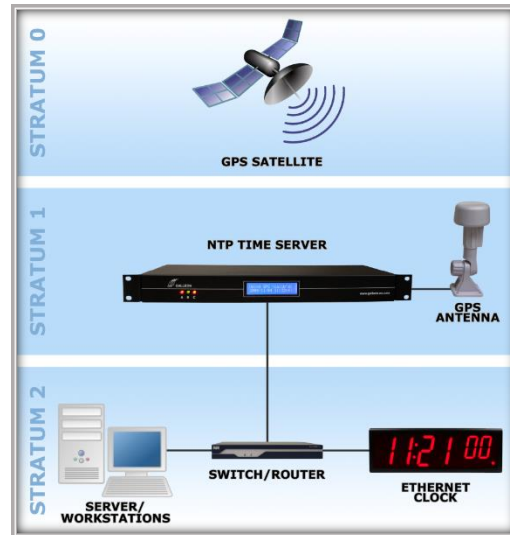 STRATUM 0
GPS SATELLITE
STRATUM 1
NTP TIME SERVER
GPS
ANTENNA
STRATUM 2
SWITCH/ROUTER
11:21 00
SERVER/
WORKSTATIONS
ETHERNET
CLOCK